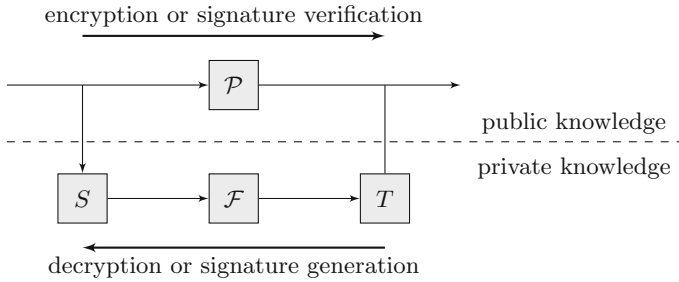 encryption or signature verification
𝒫
public knowledge
private knowledge
S
ℱ
T
decryption or signature generation